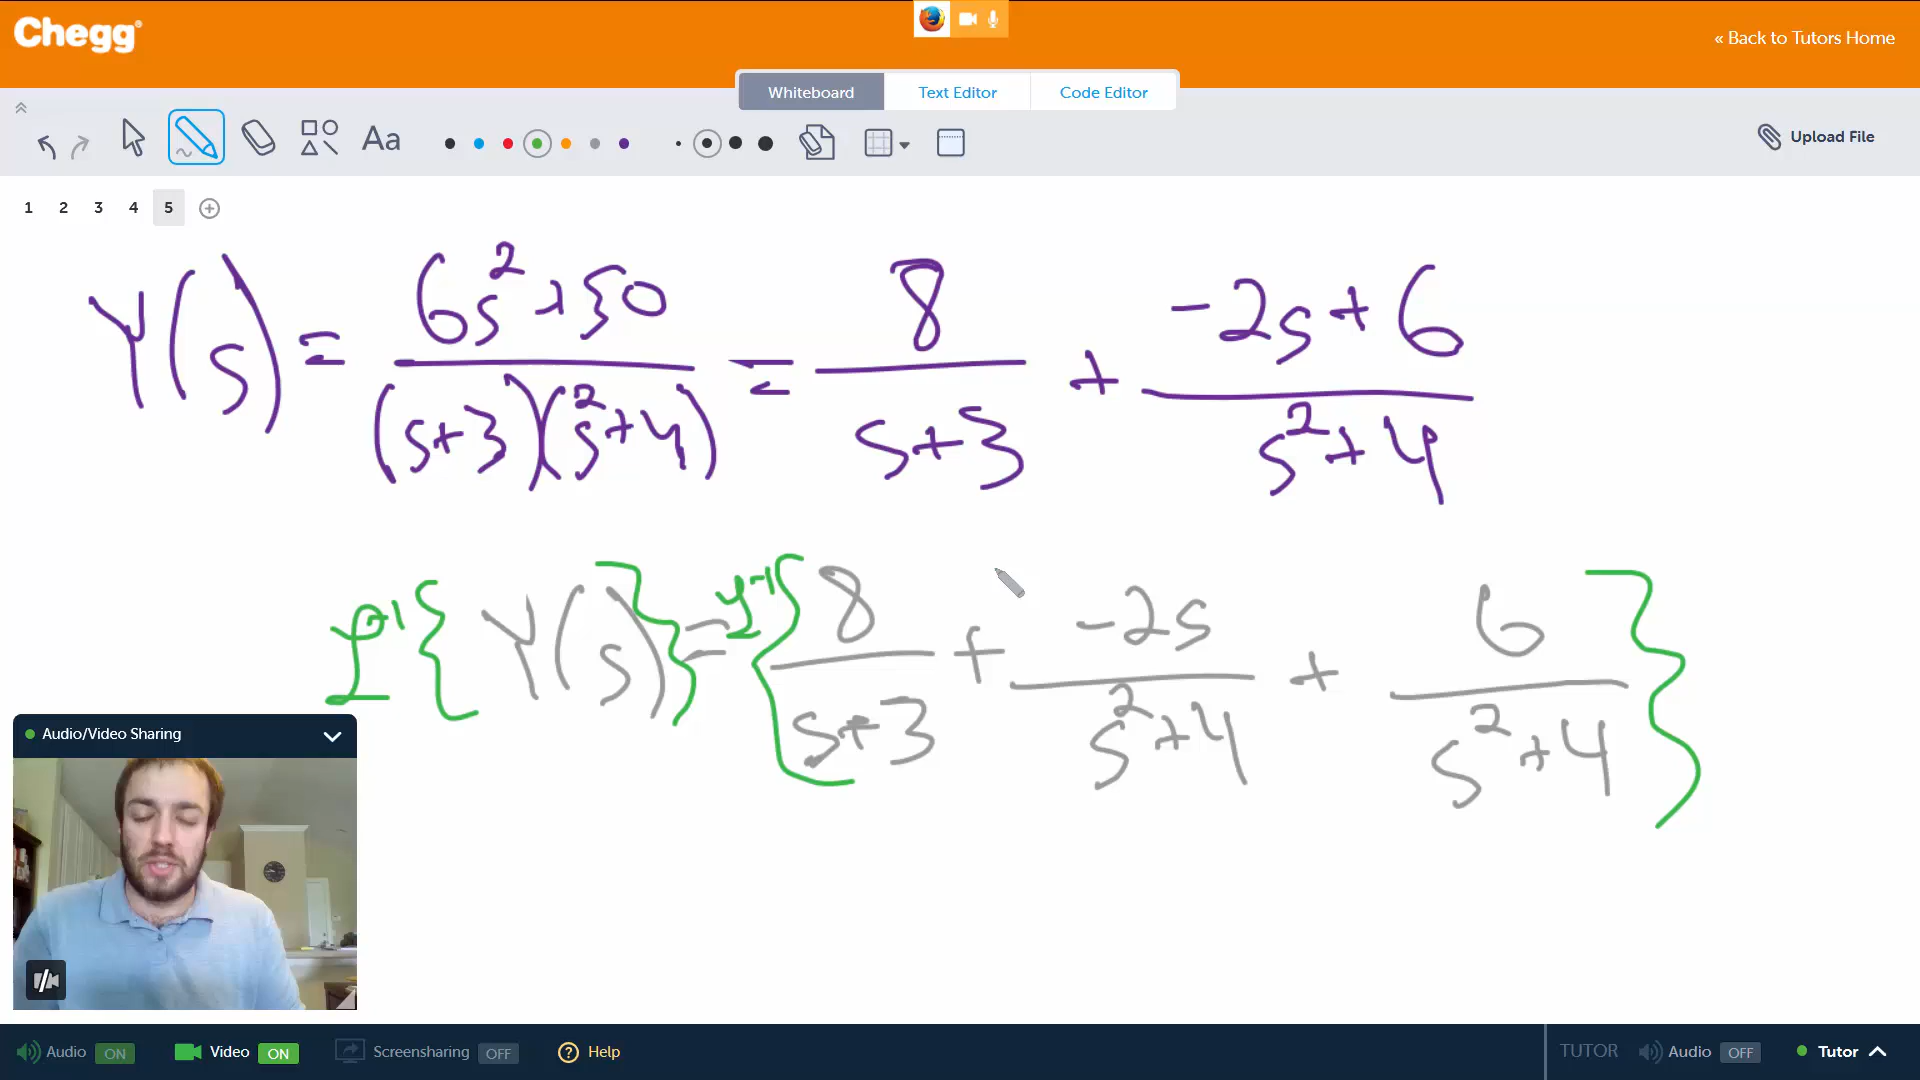 Chegg
« Back to Tutors Home
Whiteboard Text Editor Code Editor
Aa
Upload File
1 2 3 4 5
Y(s) = (6s²+50)/((s+3)(s²+4)) = 8/(s+3) + (-2s+6)/(s²+4)
ℒ⁻¹{Y(s)} = ℒ⁻¹{8/(s+3) + -2s/(s²+4) + 6/(s²+4)}
Audio/Video Sharing
Audio ON Video ON Screensharing OFF ? Help TUTOR Audio OFF Tutor